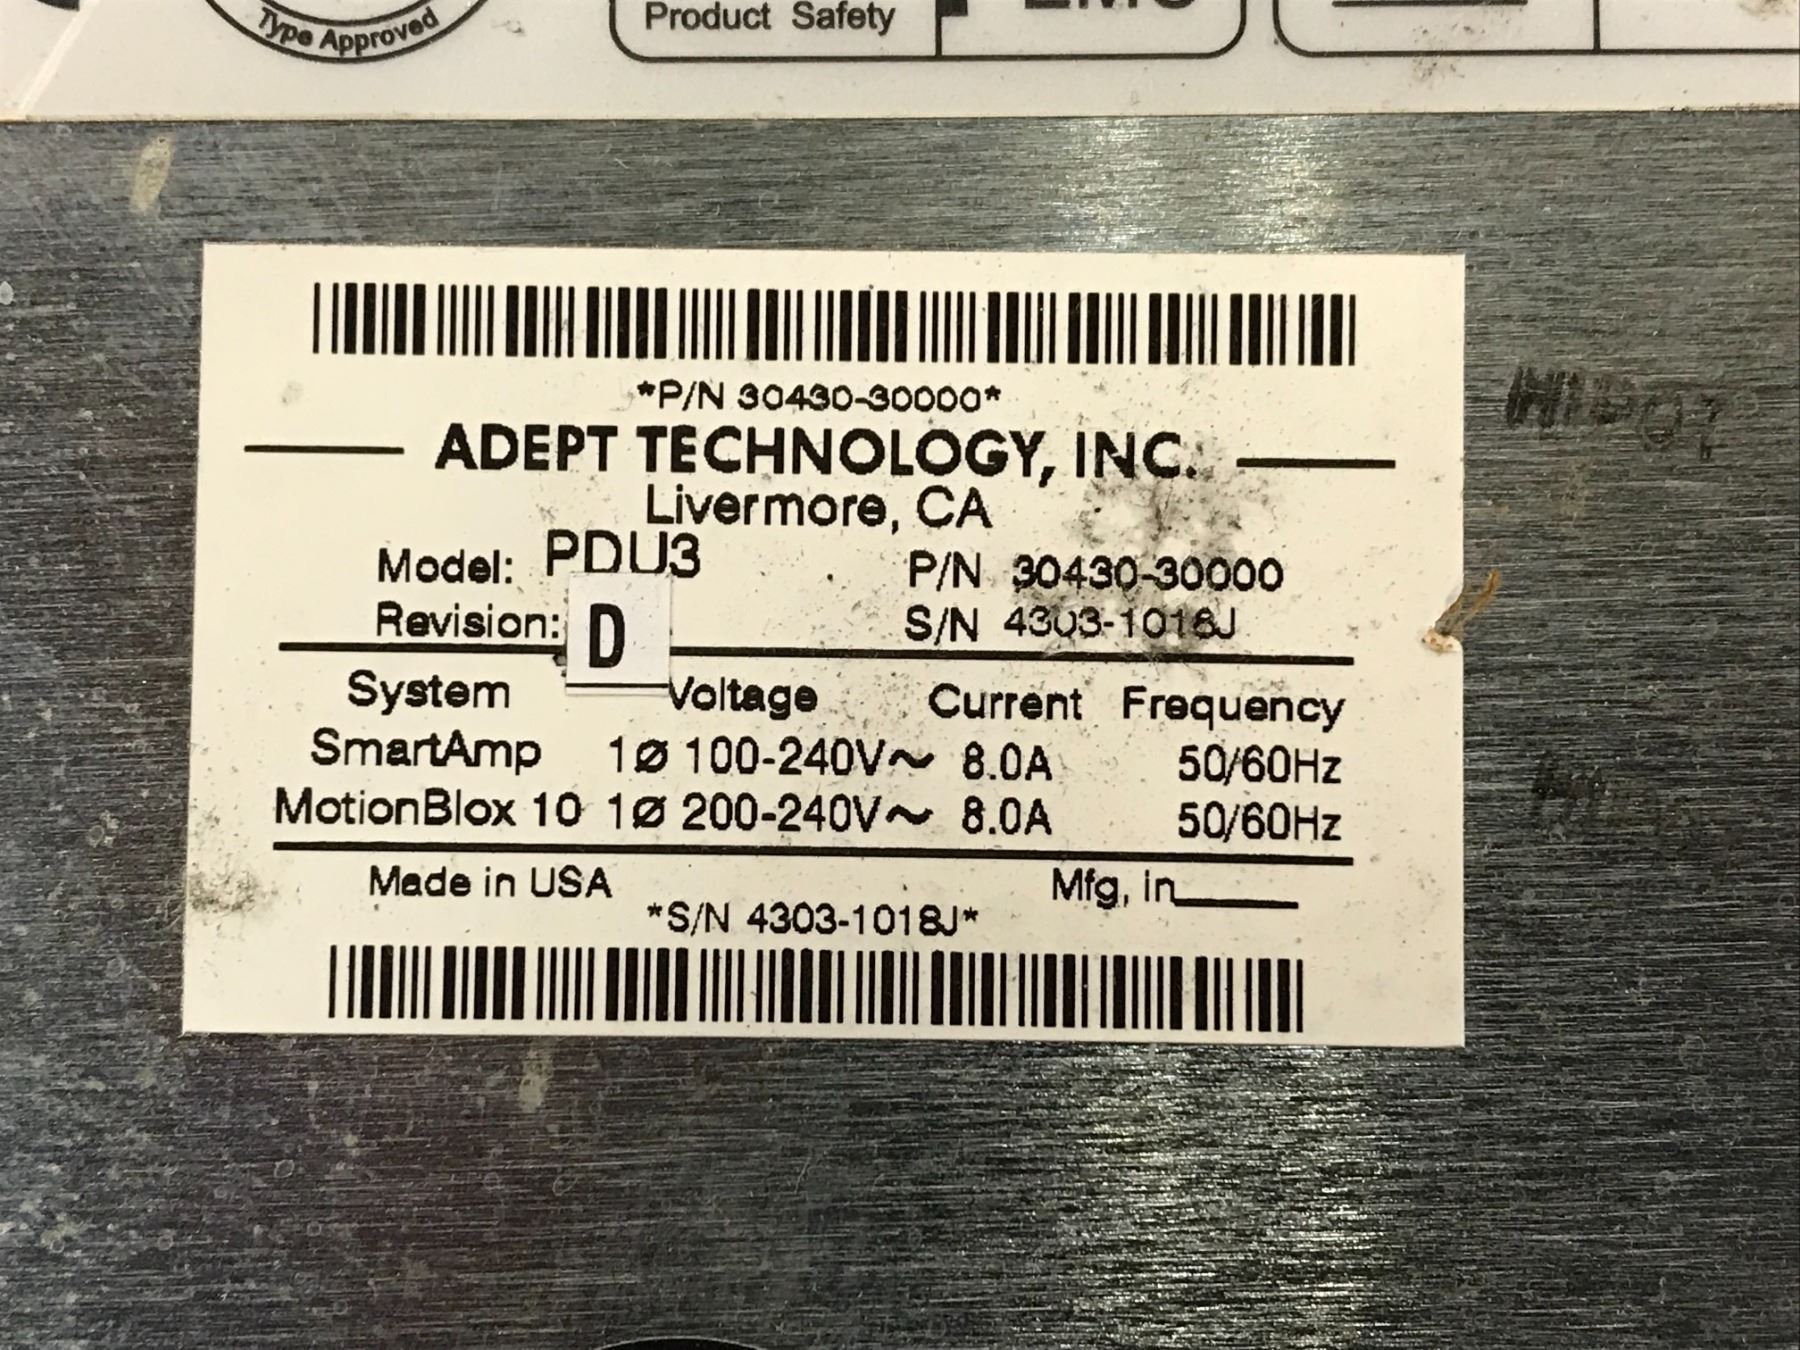 Type Approved
Product Safety
*P/N 30430-30000*
ADEPT TECHNOLOGY, INC.
Livermore, CA
Model: PDU3 P/N 30430-30000
Revision: D S/N 4303-1018J
System Voltage Current Frequency
SmartAmp 1Ø 100-240V~ 8.0A 50/60Hz
MotionBlox 10 1Ø 200-240V~ 8.0A 50/60Hz
Made in USA Mfg, in
*S/N 4303-1018J*
HIPOT